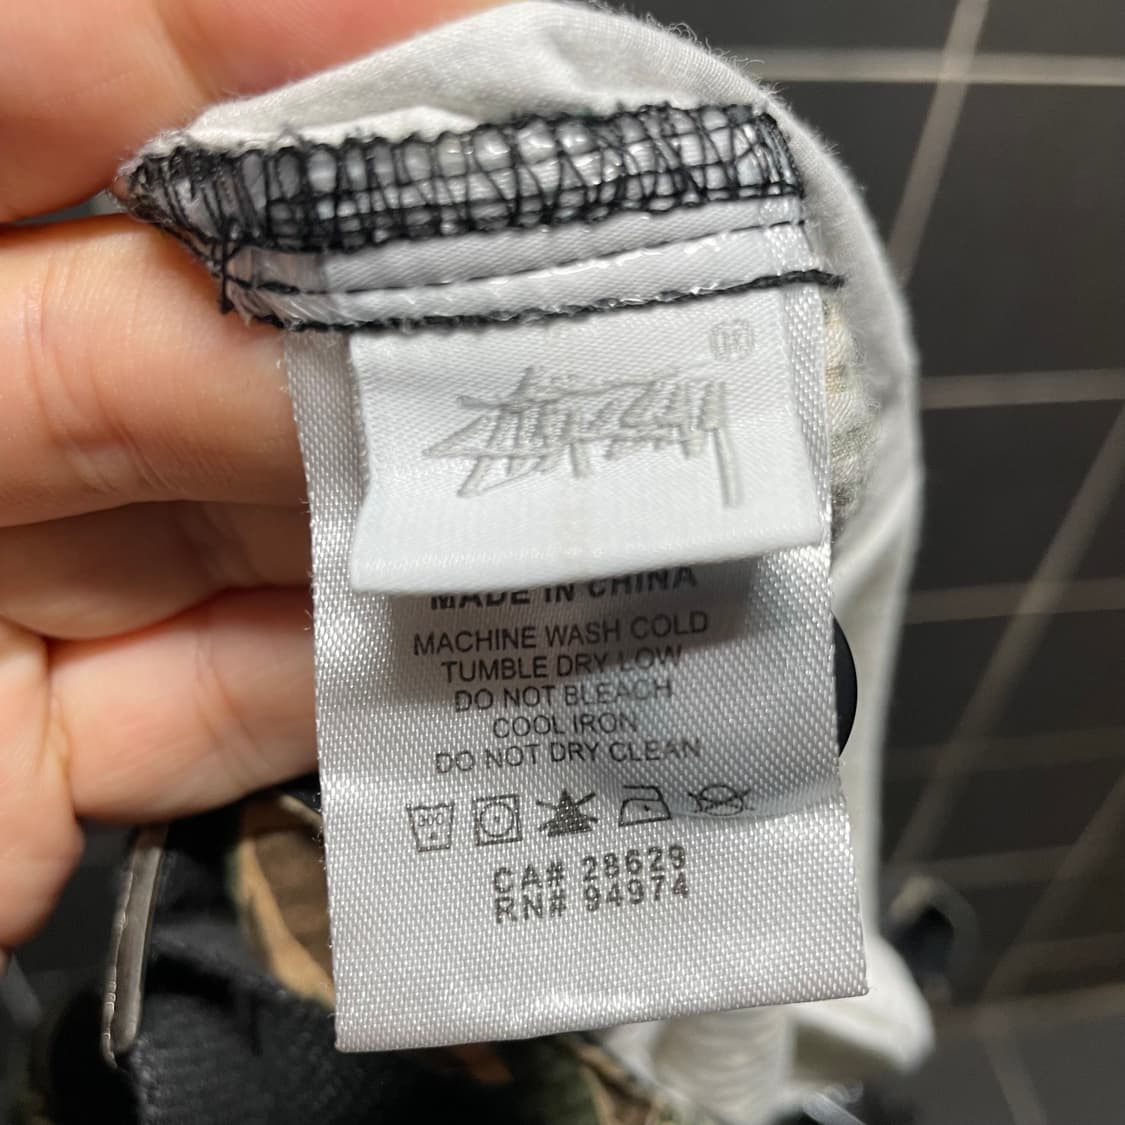 Stüssy
®
MADE IN CHINA
MACHINE WASH COLD
TUMBLE DRY LOW
DO NOT BLEACH
COOL IRON
DO NOT DRY CLEAN
30C
CA# 28629
RN# 94974